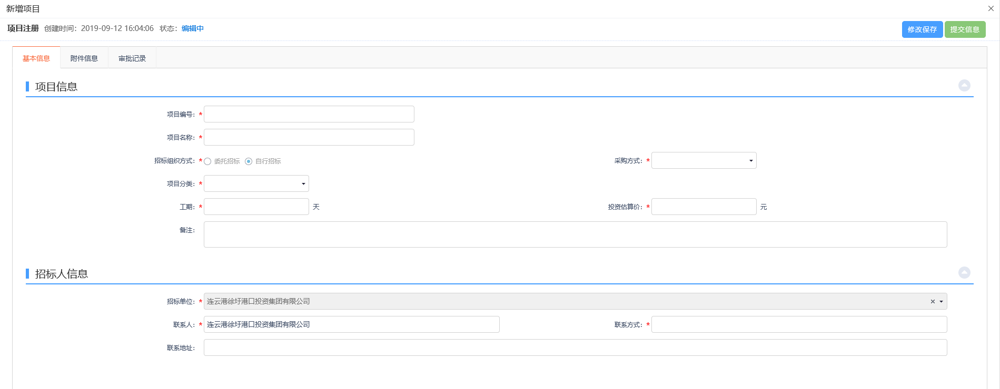 新增项目
项目注册 创建时间：2019-09-12 16:04:06 状态：编辑中 修改保存 提交信息
基本信息 附件信息 审批记录
项目信息
项目编号：*
项目名称：*
招标组织方式：* 委托招标 自行招标 采购方式：*
项目分类：*
工期：* 天 投资估算价：* 元
备注：
招标人信息
招标单位：* 连云港徐圩港口投资集团有限公司
联系人：* 连云港徐圩港口投资集团有限公司 联系方式：*
联系地址：